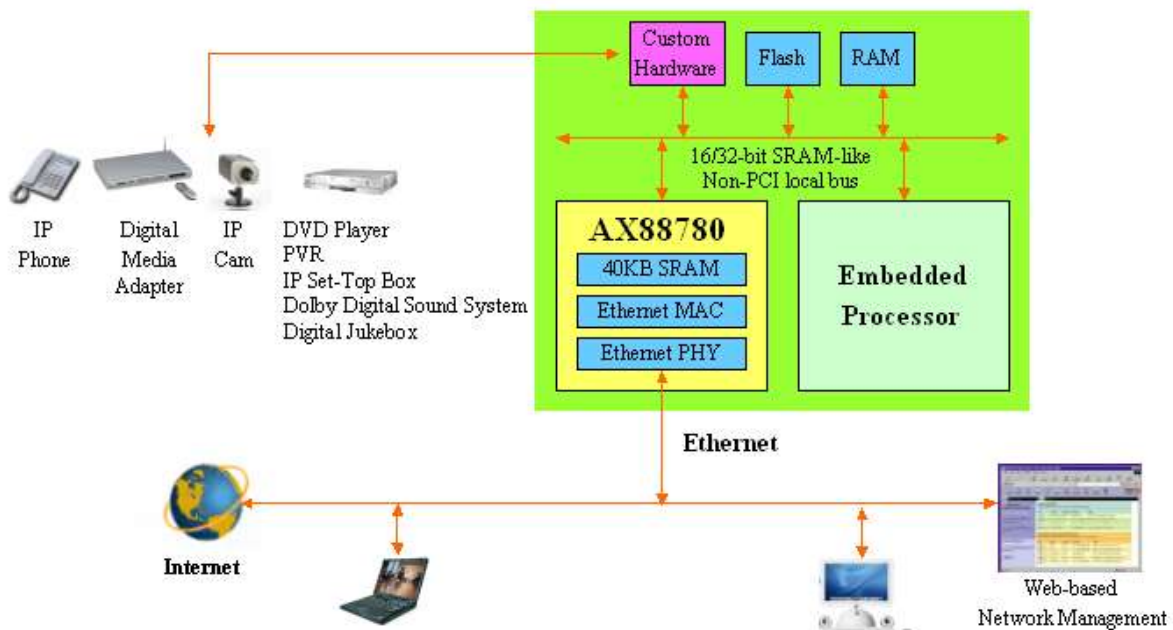 Custom
Hardware
Flash
RAM
16/32-bit SRAM-like
Non-PCI local bus
AX88780
40KB SRAM
Ethernet MAC
Ethernet PHY
Embedded
Processor
IP
Phone
Digital
Media
Adapter
IP
Cam
DVD Player
PVR
IP Set-Top Box
Dolby Digital Sound System
Digital Jukebox
Ethernet
Internet
Web-based
Network Management